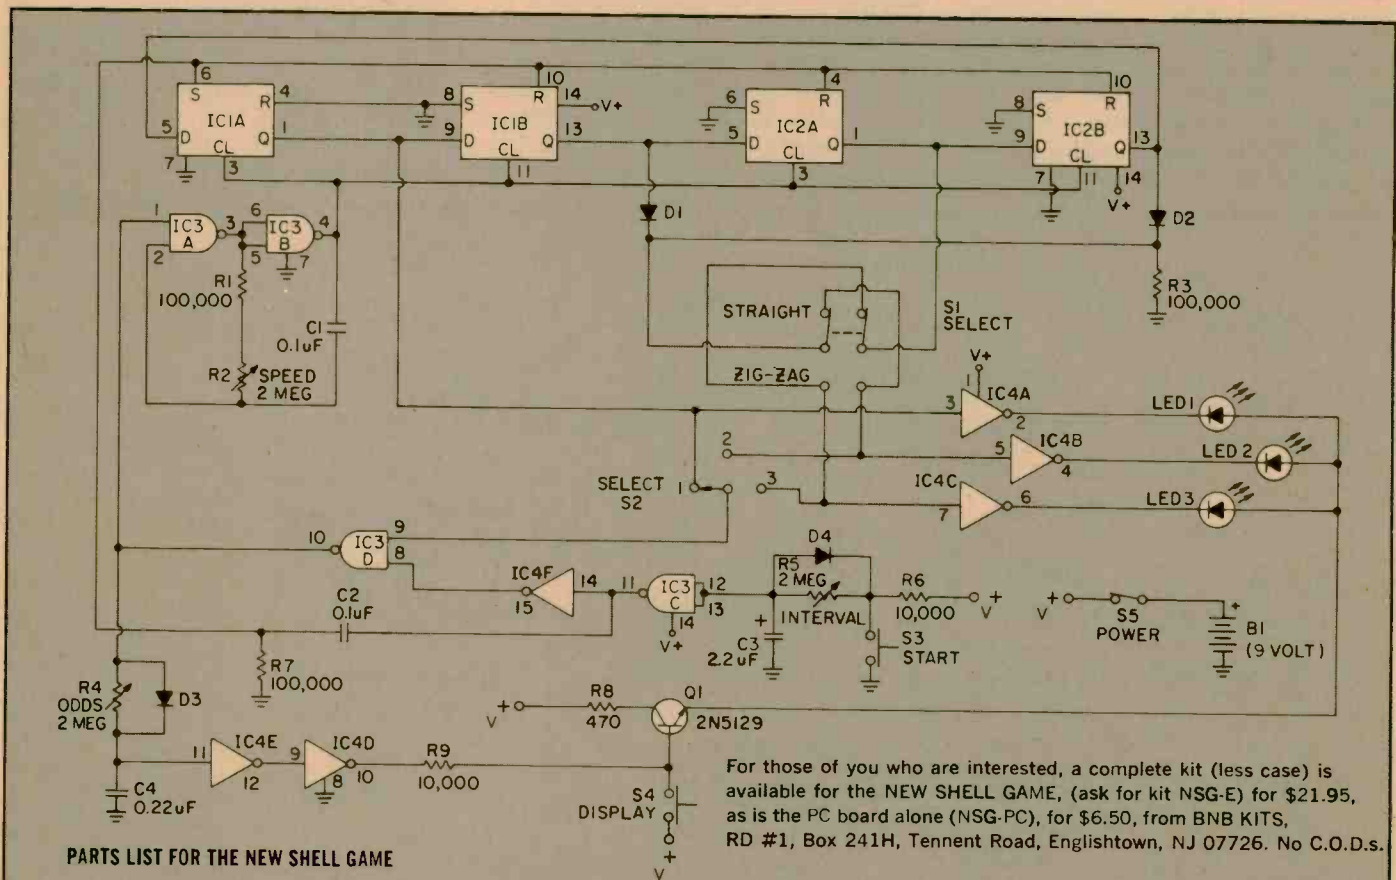 6
10
4
10
S
R
4
8
S
R
14
V+
6
S
R
8
S
R
IC1A
IC1B
IC2A
IC2B
5
D
Q
1
9
D
Q
13
5
D
Q
1
9
D
Q
13
CL
CL
CL
CL
7
3
11
3
7
11
14
V+
1
2
IC3
A
3
6
5
IC3
B
4
7
D1
D2
R1
100,000
C1
0.1uF
R2
SPEED
2 MEG
R3
100,000
STRAIGHT
S1
SELECT
ZIG-ZAG
V+
1
3
IC4A
2
LED1
2
5
IC4B
4
LED 2
SELECT
S2
1
3
IC4C
7
6
LED3
10
IC3
D
9
8
IC4F
15
14
11
IC3
C
12
13
14
V+
D4
R5
2 MEG
INTERVAL
R6
10,000
V+
V+
S5
POWER
+
B1
(9 VOLT)
C2
0.1uF
+
C3
2.2uF
S3
START
R7
100,000
R4
ODDS
2 MEG
D3
V+
R8
470
Q1
2N5129
11
IC4E
12
9
IC4D
8
10
R9
10,000
C4
0.22uF
S4
DISPLAY
V+
For those of you who are interested, a complete kit (less case) is
available for the NEW SHELL GAME, (ask for kit NSG-E) for $21.95,
as is the PC board alone (NSG-PC), for $6.50, from BNB KITS,
RD #1, Box 241H, Tennent Road, Englishtown, NJ 07726. No C.O.D.s.
PARTS LIST FOR THE NEW SHELL GAME